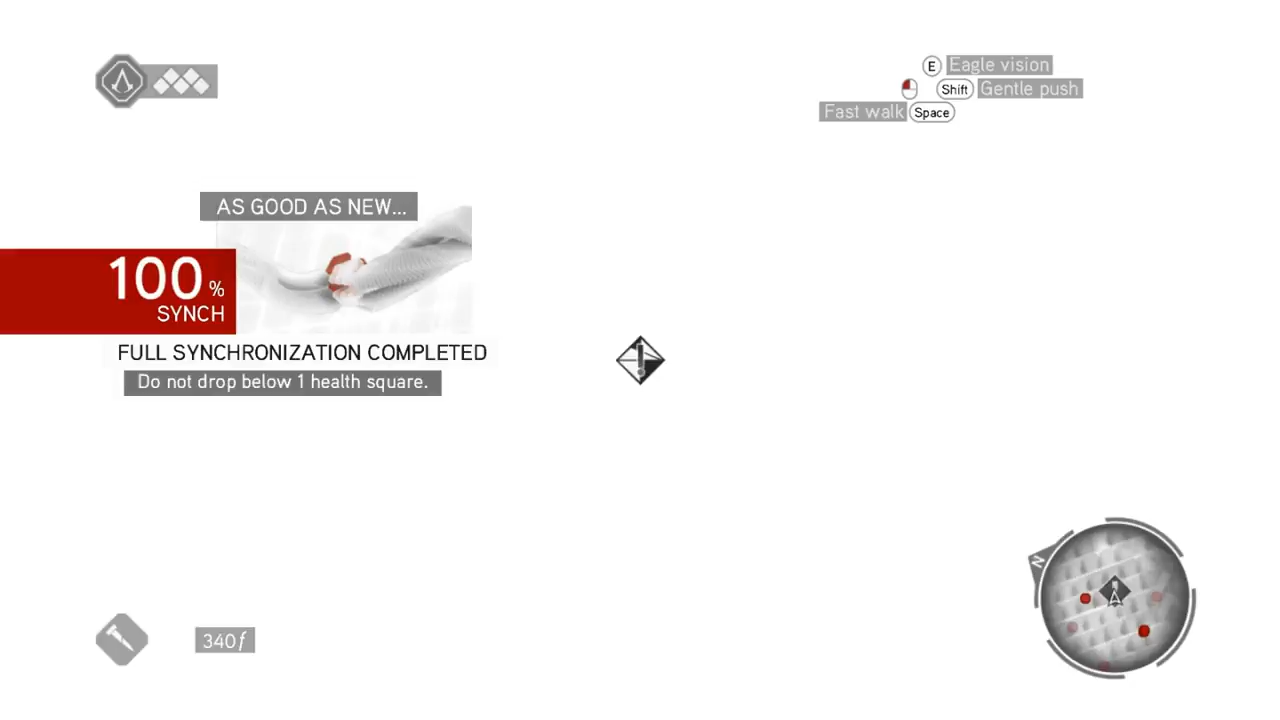 E Eagle vision
Shift Gentle push
Fast walk Space
AS GOOD AS NEW...
100%
SYNCH
FULL SYNCHRONIZATION COMPLETED
Do not drop below 1 health square.
N
340 f